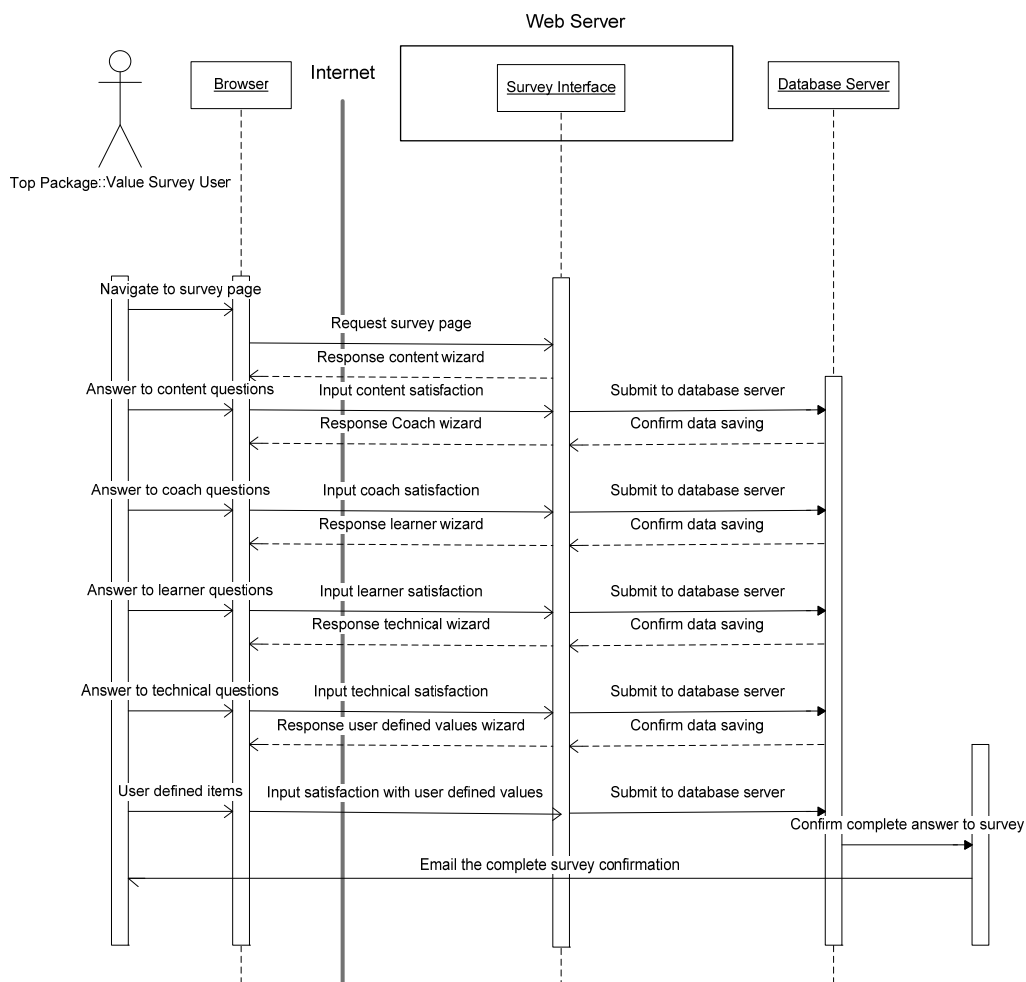 Web Server
Browser
Internet
Survey Interface
Database Server
Top Package::Value Survey User
Navigate to survey page
Request survey page
Response content wizard
Answer to content questions
Input content satisfaction
Submit to database server
Response Coach wizard
Confirm data saving
Answer to coach questions
Input coach satisfaction
Submit to database server
Response learner wizard
Confirm data saving
Answer to learner questions
Input learner satisfaction
Submit to database server
Response technical wizard
Confirm data saving
Answer to technical questions
Input technical satisfaction
Submit to database server
Response user defined values wizard
Confirm data saving
User defined items
Input satisfaction with user defined values
Submit to database server
Confirm complete answer to survey
Email the complete survey confirmation